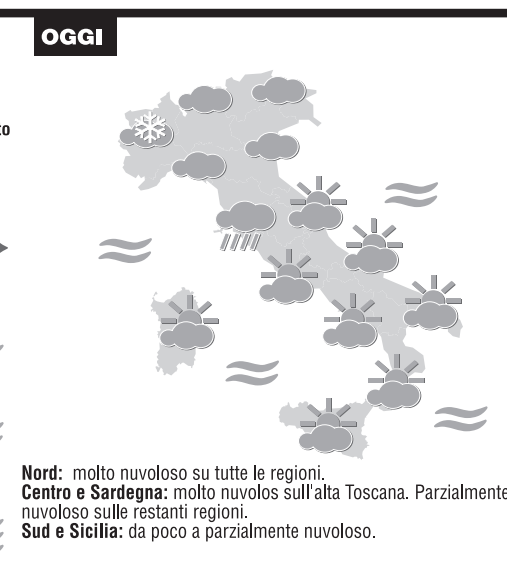 OGGI
to
Nord: molto nuvoloso su tutte le regioni.
Centro e Sardegna: molto nuvolos sull'alta Toscana. Parzialmente
nuvoloso sulle restanti regioni.
Sud e Sicilia: da poco a parzialmente nuvoloso.